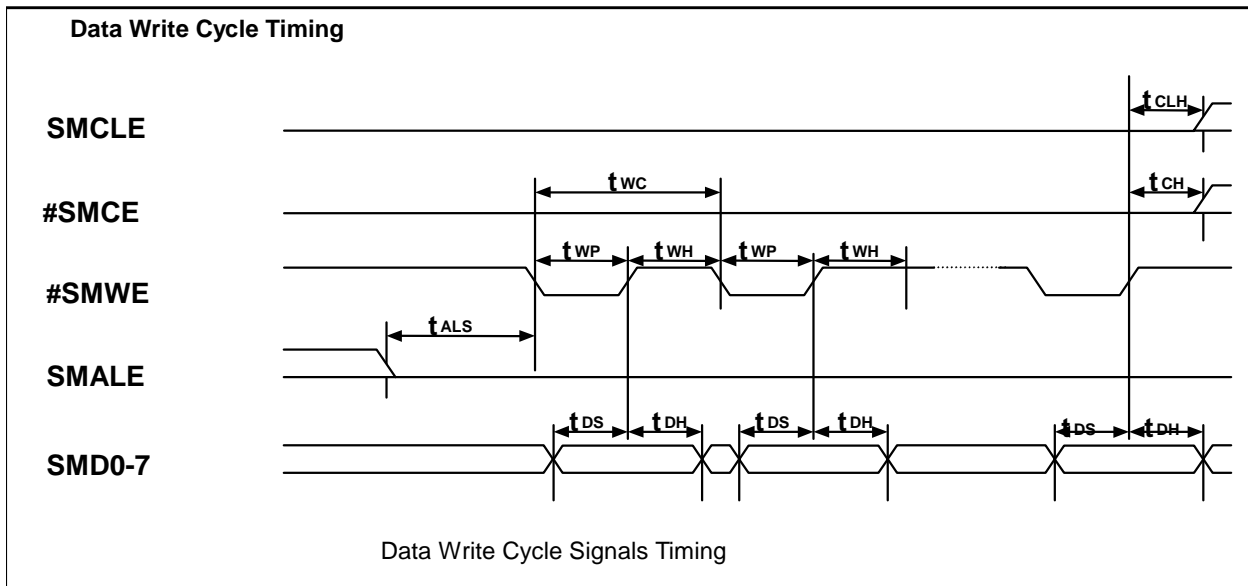 Data Write Cycle Timing
SMCLE
tCLH
#SMCE
tWC
tCH
#SMWE
tWP
tWH
tWP
tWH
SMALE
tALS
SMD0-7
tDS
tDH
tDS
tDH
tDS
tDH
Data Write Cycle Signals Timing